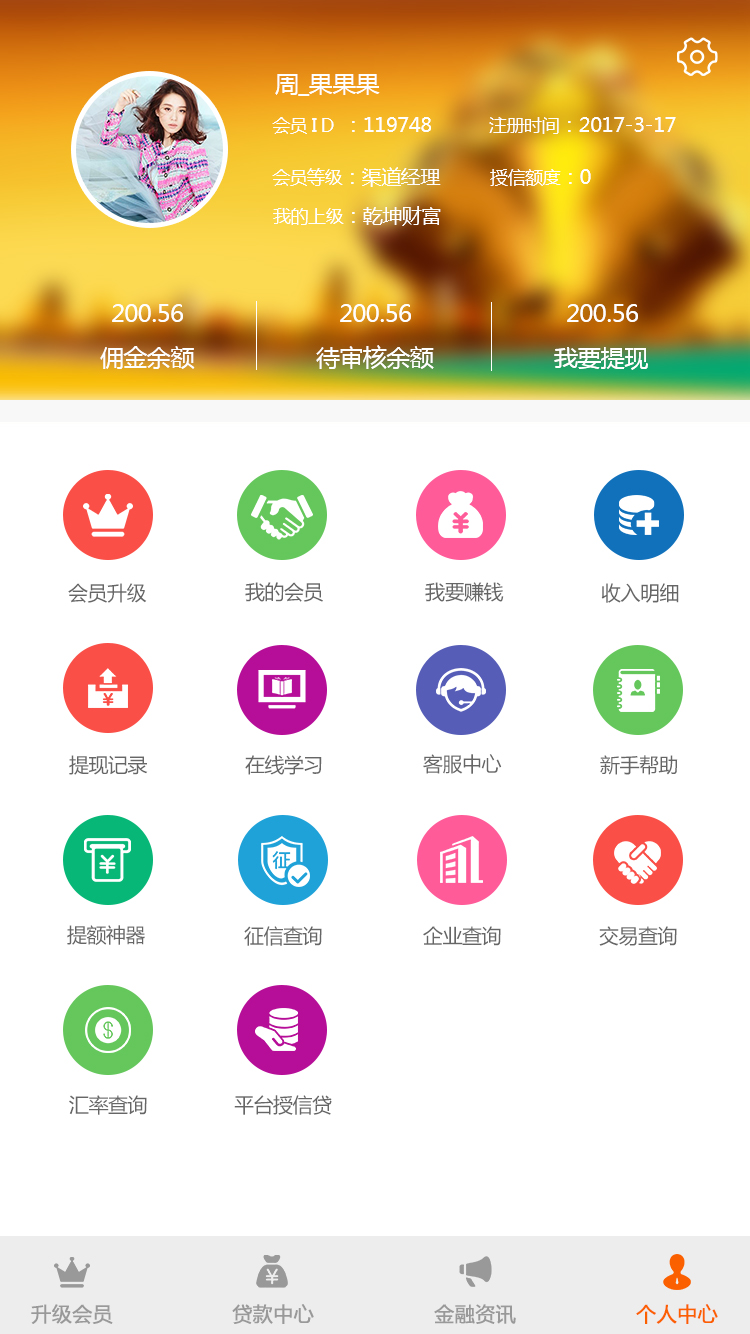 周_果果果
会员ID ：119748 注册时间：2017-3-17
会员等级：渠道经理 授信额度：0
我的上级：乾坤财富
200.56 200.56 200.56
佣金余额 待审核余额 我要提现
会员升级 我的会员 我要赚钱 收入明细
¥
¥
提现记录 在线学习 客服中心 新手帮助
¥ 征
提额神器 征信查询 企业查询 交易查询
$
汇率查询 平台授信贷
¥
升级会员 贷款中心 金融资讯 个人中心